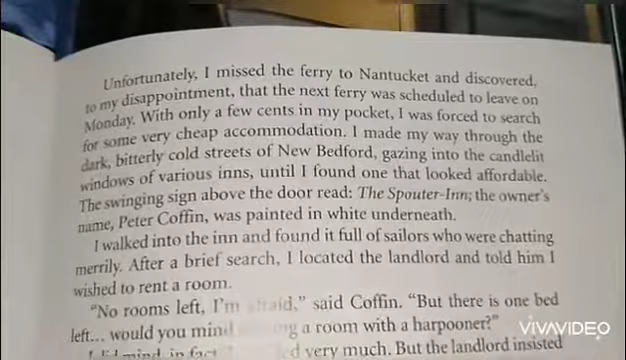 Unfortunately, I missed the ferry to Nantucket and discovered,
to my disappointment, that the next ferry was scheduled to leave on
Monday. With only a few cents in my pocket, I was forced to search
for some very cheap accommodation. I made my way through the
dark, bitterly cold streets of New Bedford, gazing into the candlelit
windows of various inns, until I found one that looked affordable.
The swinging sign above the door read: The Spouter-Inn; the owner's
name, Peter Coffin, was painted in white underneath.
I walked into the inn and found it full of sailors who were chatting
merrily. After a brief search, I located the landlord and told him I
wished to rent a room.
"No rooms left, I'm afraid," said Coffin. "But there is one bed
left... would you mind a room with a harpooner?"
mind, in fact very much. But the landlord insisted
VIVAVIDEO